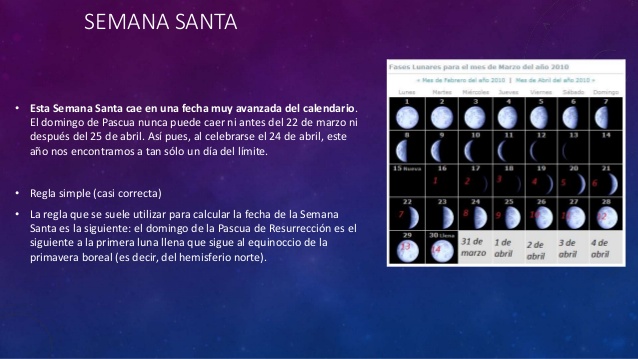 SEMANA SANTA
• Esta Semana Santa cae en una fecha muy avanzada del calendario.
El domingo de Pascua nunca puede caer ni antes del 22 de marzo ni
después del 25 de abril. Así pues, al celebrarse el 24 de abril, este
año nos encontramos a tan sólo un día del límite.
• Regla simple (casi correcta)
• La regla que se suele utilizar para calcular la fecha de la Semana
Santa es la siguiente: el domingo de la Pascua de Resurrección es el
siguiente a la primera luna llena que sigue al equinoccio de la
primavera boreal (es decir, del hemisferio norte).
Fases Lunares para el mes de Marzo del año 2010
« Mes de Febrero del año 2010 | Mes de Abril del año 2010 »
Lunes Martes Miércoles Jueves Viernes Sábado Domingo
1 2 3 4 5 6 7
8 9 10 11 12 13 14
15 Nueva 16 17 18 19 20 21
1 2 3 4 5 6
22 23 24 25 26 27 28
7 8 9 10 11 12
29 30 Llena 31 de marzo 1 de abril 2 de abril 3 de abril 4 de abril
13 14